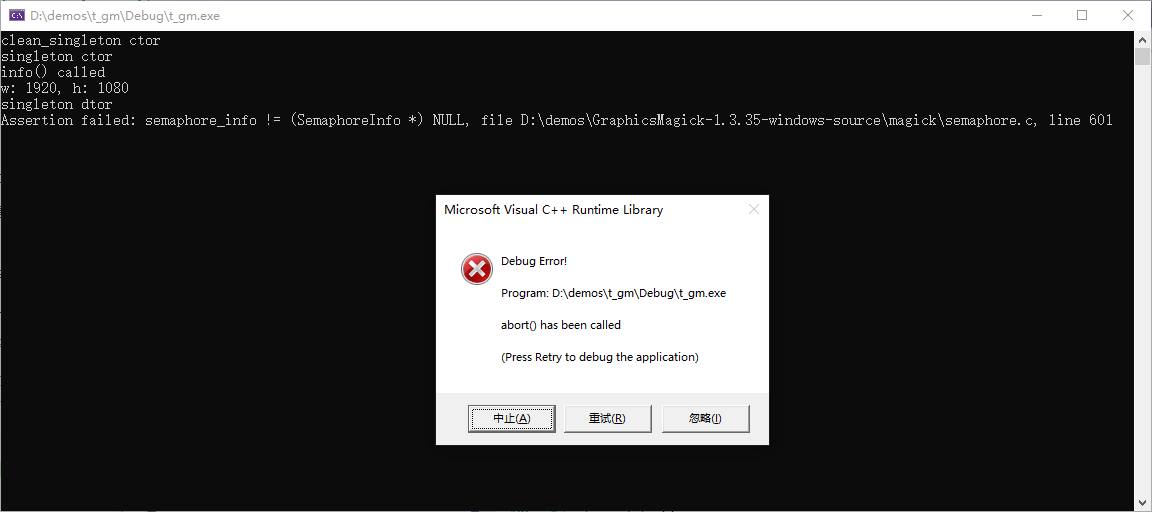 D:\demos\t_gm\Debug\t_gm.exe
clean_singleton ctor
singleton ctor
info() called
w: 1920, h: 1080
singleton dtor
Assertion failed: semaphore_info != (SemaphoreInfo *) NULL, file D:\demos\GraphicsMagick-1.3.35-windows-source\magick\semaphore.c, line 601
Microsoft Visual C++ Runtime Library
Debug Error!
Program: D:\demos\t_gm\Debug\t_gm.exe
abort() has been called
(Press Retry to debug the application)
中止(A) 重试(R) 忽略(I)